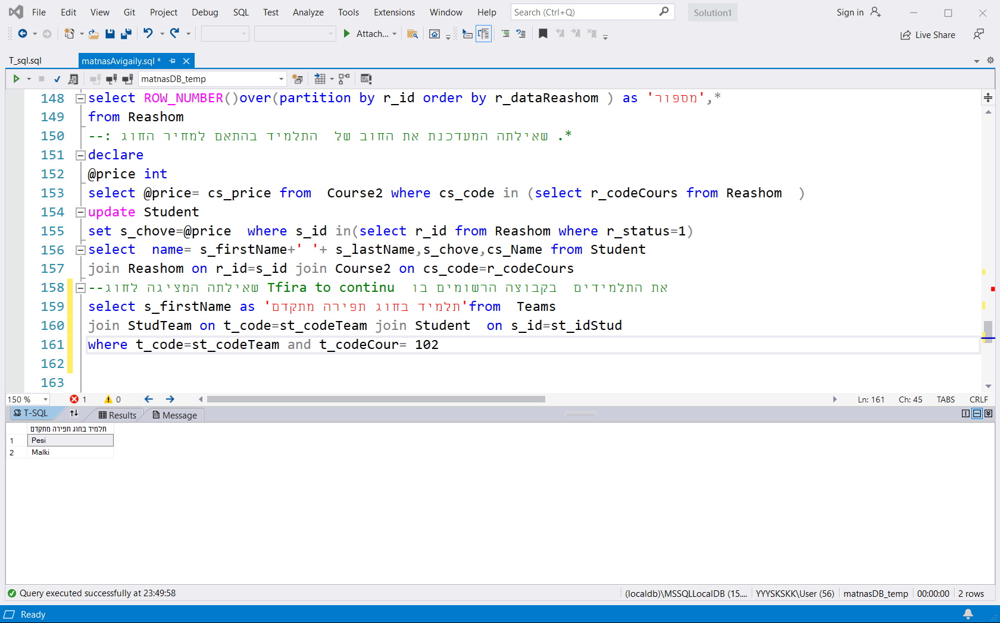 File Edit View Git Project Debug SQL Test Analyze Tools Extensions Window Help Search (Ctrl+Q) Solution1 Sign in
Attach... Live Share
T_sql.sql matnasAvigaily.sql *
matnasDB_temp
148 select ROW_NUMBER()over(partition by r_id order by r_dataReashom ) as 'מספור',*
149 from Reashom
150 --: שאילתה המעדכנת את החוב של  התלמיד בהתאם למחיר החוג .*
151 declare
152 @price int
153 select @price= cs_price from  Course2 where cs_code in (select r_codeCours from Reashom  )
154 update Student
155 set s_chove=@price  where s_id in(select r_id from Reashom where r_status=1)
156 select  name= s_firstName+' '+ s_lastName,s_chove,cs_Name from Student
157 join Reashom on r_id=s_id join Course2 on cs_code=r_codeCours
158 --שאילתה המציגה לחוג Tfira to continu  את התלמידים  בקבוצה הרשומים בו
159 select s_firstName as 'תלמיד בחוג תפירה מתקדם'from  Teams
160 join StudTeam on t_code=st_codeTeam join Student  on s_id=st_idStud
161 where t_code=st_codeTeam and t_codeCour= 102
162
163
150 % 1 0 Ln: 161 Ch: 45 TABS CRLF
T-SQL Results Message
תלמיד בחוג תפירה מתקדם
1 Pesi
2 Malki
Query executed successfully at 23:49:58 (localdb)\MSSQLLocalDB (15.... YYYSKSKK\User (56) matnasDB_temp 00:00:00 2 rows
Ready